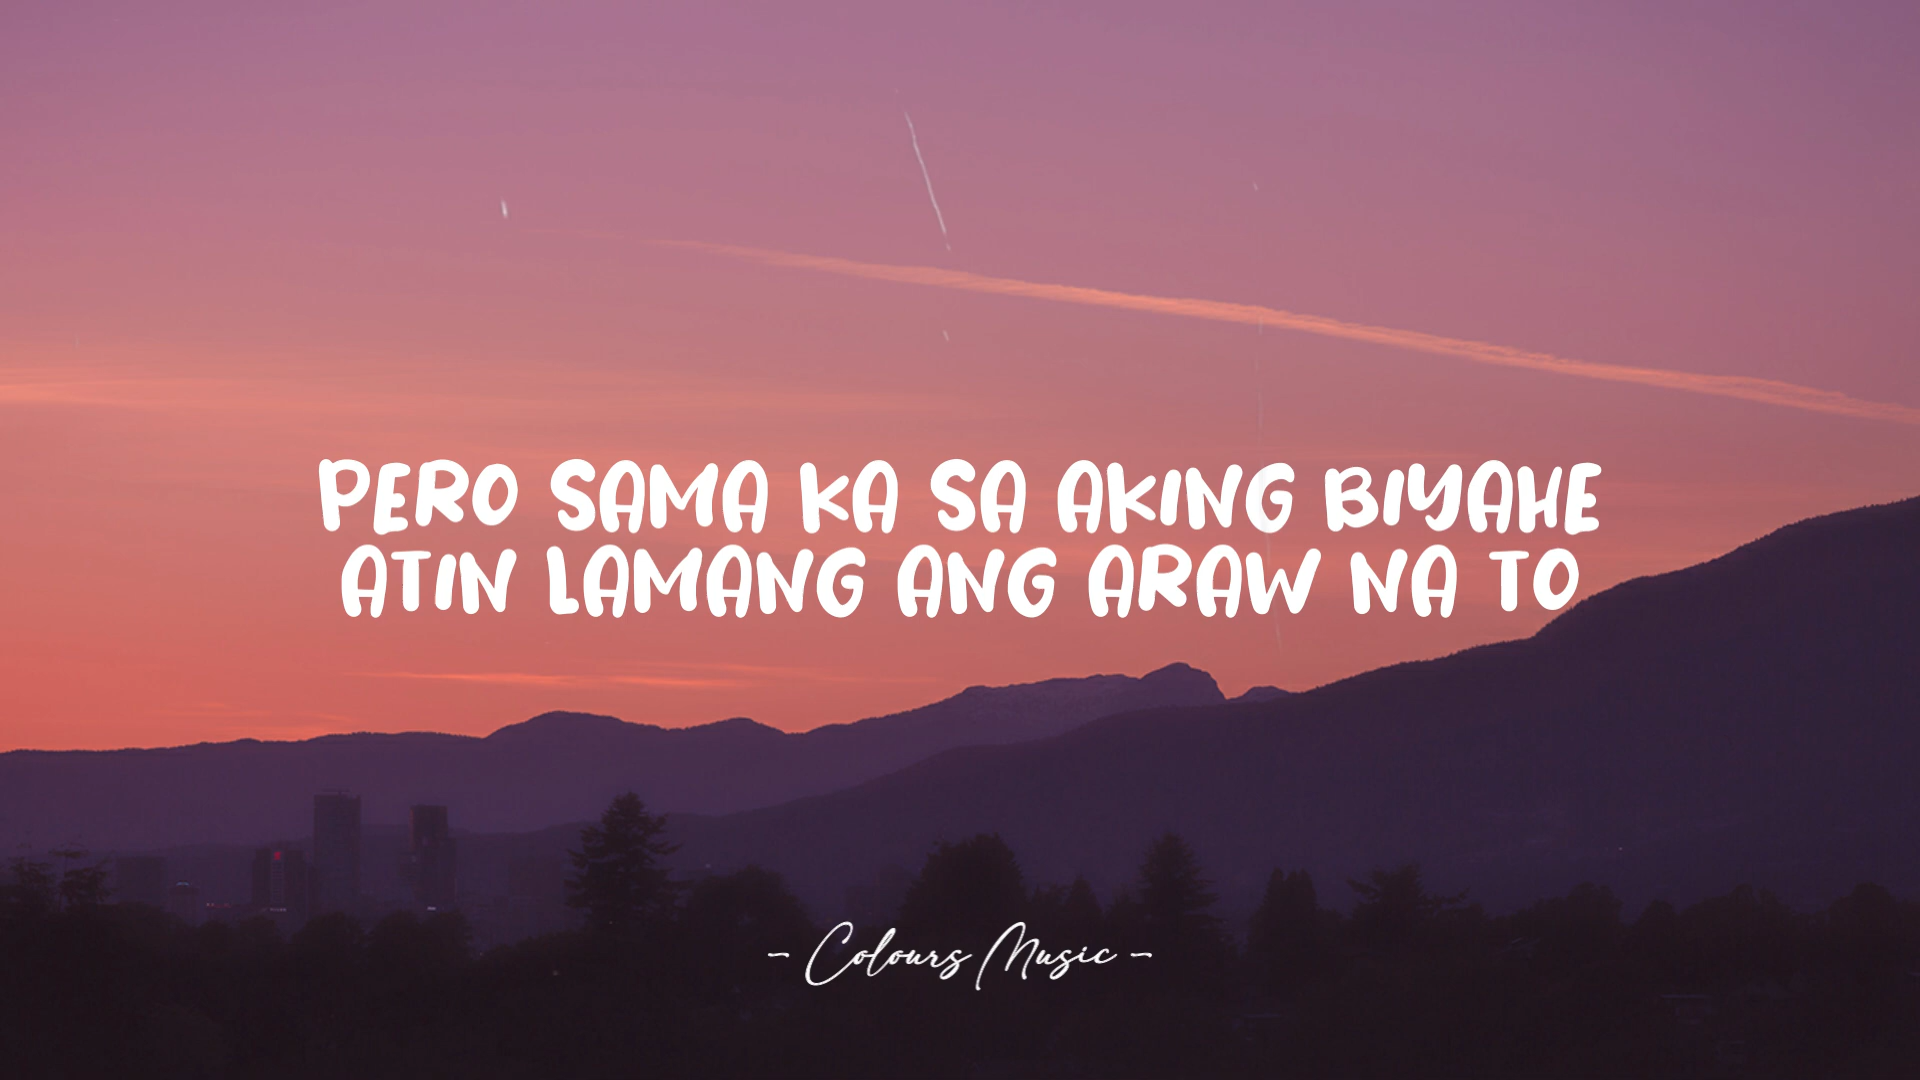 PERO SAMA KA SA AKING BIYAHE
ATIN LAMANG ANG ARAW NA TO
- Colours Music -